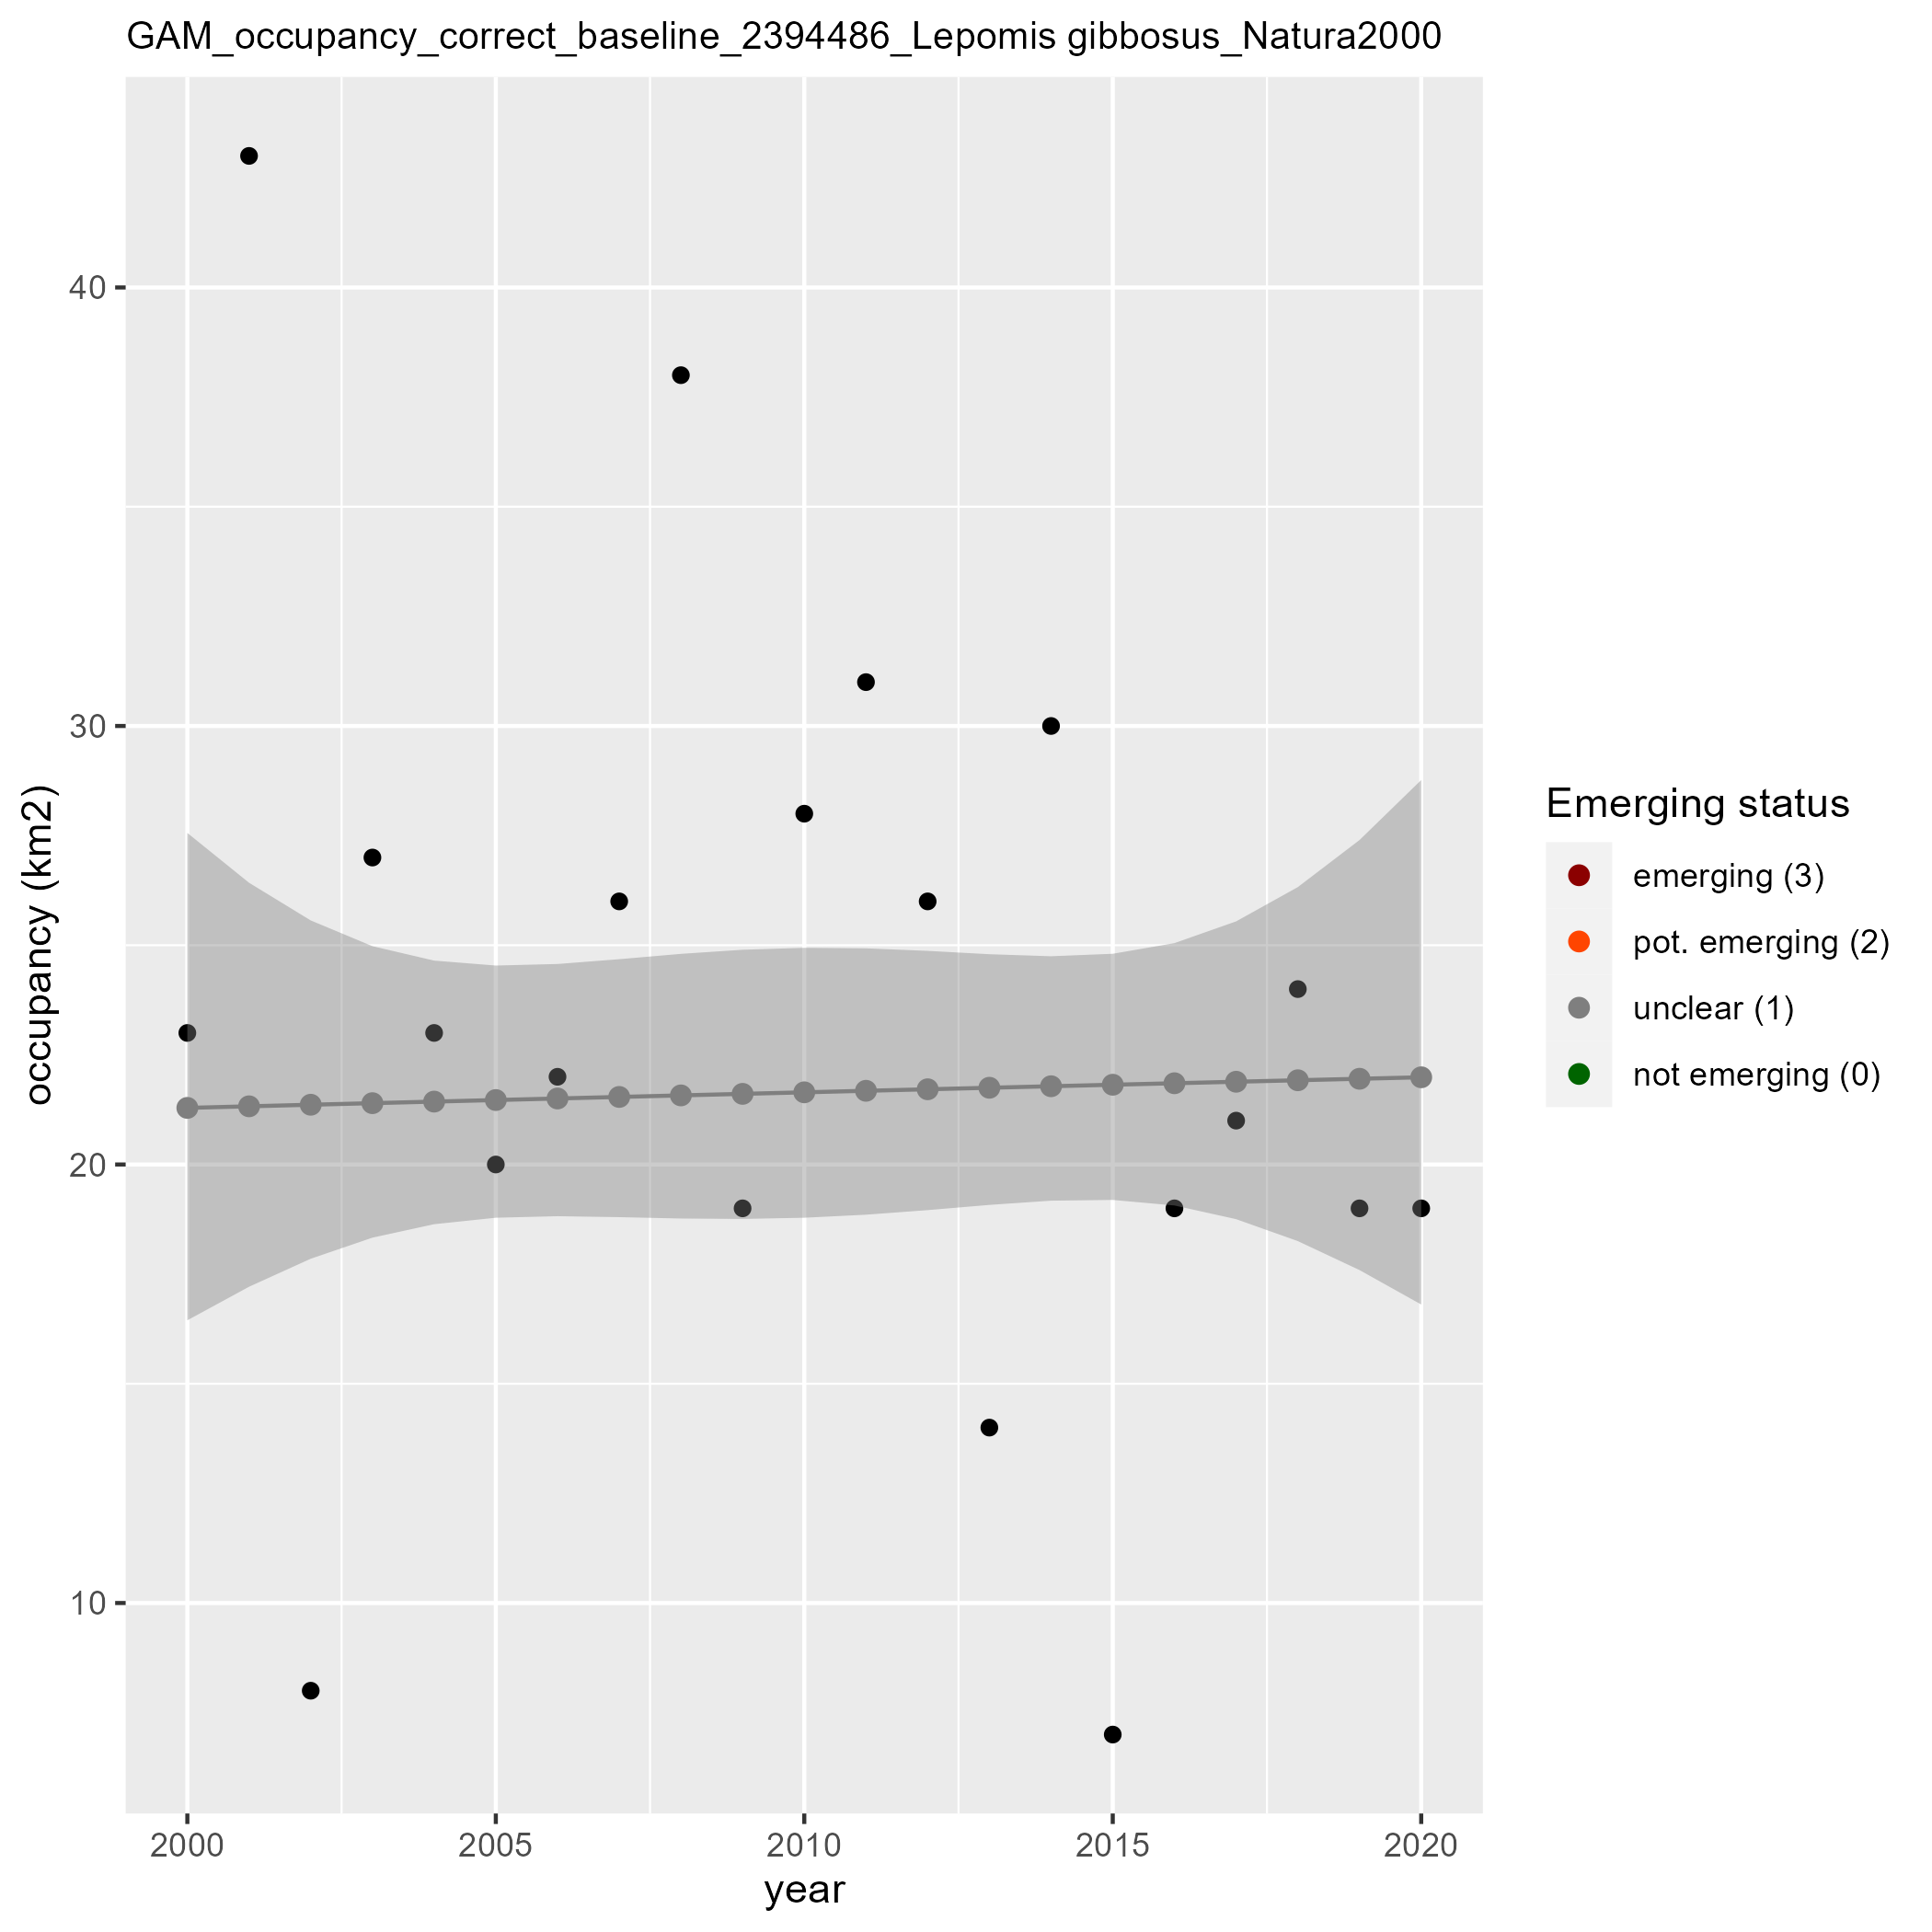 GAM_occupancy_correct_baseline_2394486_Lepomis gibbosus_Natura2000
occupancy (km2)
40
30
20
10
2000 2005 2010 2015 2020
year
Emerging status
emerging (3)
pot. emerging (2)
unclear (1)
not emerging (0)